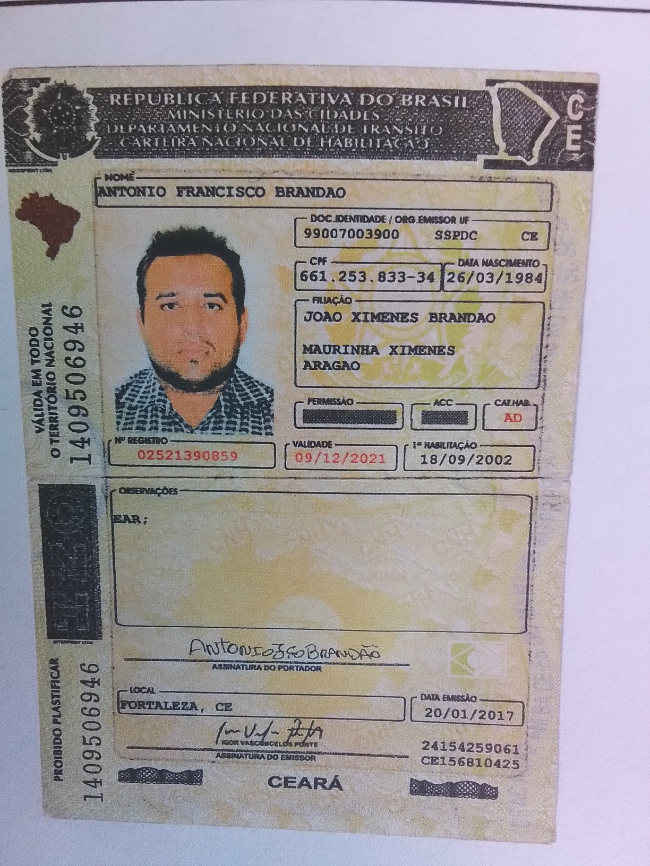 REPÚBLICA FEDERATIVA DO BRASIL
MINISTÉRIO DAS CIDADES
DEPARTAMENTO NACIONAL DE TRÂNSITO
CARTEIRA NACIONAL DE HABILITAÇÃO
CE
NOME
ANTONIO FRANCISCO BRANDAO
DOC.IDENTIDADE / ORG.EMISSOR UF
99007003900 SSPDC CE
CPF DATA NASCIMENTO
661.253.833-34 26/03/1984
FILIAÇÃO
JOAO XIMENES BRANDAO
MAURINHA XIMENES
ARAGAO
PERMISSÃO ACC CAT.HAB.
AD
Nº REGISTRO VALIDADE 1ª HABILITAÇÃO
02521390859 09/12/2021 18/09/2002
VÁLIDA EM TODO
O TERRITÓRIO NACIONAL
1409506946
OBSERVAÇÕES
EAR;
Antonio Fco Brandão
ASSINATURA DO PORTADOR
LOCAL DATA EMISSÃO
FORTALEZA, CE 20/01/2017
IGOR VASCONCELOS PONTE
ASSINATURA DO EMISSOR
24154259061
CE156810425
PROIBIDO PLASTIFICAR
1409506946
CEARÁ